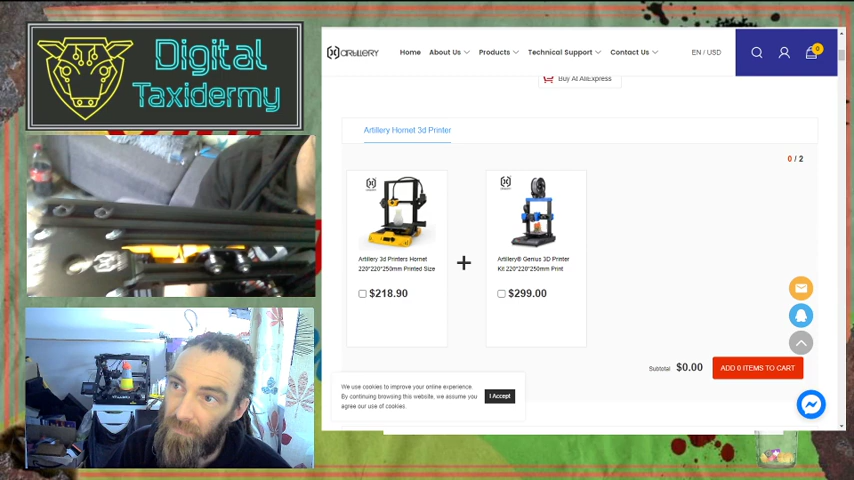 Digital
Taxidermy
ARTILLERY
Home
About Us
Products
Technical Support
Contact Us
EN / USD
0
Buy At AliExpress
Artillery Hornet 3d Printer
0 / 2
Artillery 3d Printers Hornet
220*220*250mm Printed Size
$218.90
+
Artillery® Genius 3D Printer
Kit 220*220*250mm Print
$299.00
Subtotal $0.00
ADD 0 ITEMS TO CART
We use cookies to improve your online experience.
By continuing browsing this website, we assume you
agree our use of cookies.
I Accept